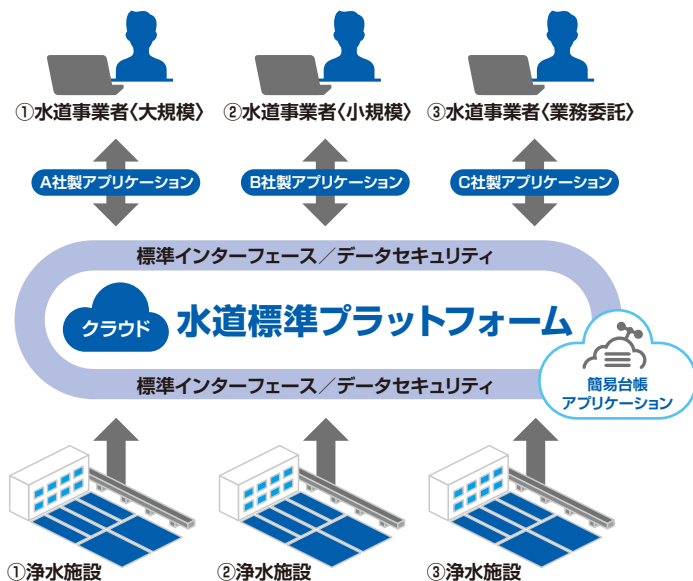 ①水道事業者〈大規模〉
②水道事業者〈小規模〉
③水道事業者〈業務委託〉
A社製アプリケーション
B社製アプリケーション
C社製アプリケーション
標準インターフェース／データセキュリティ
クラウド
水道標準プラットフォーム
標準インターフェース／データセキュリティ
簡易台帳
アプリケーション
①浄水施設
②浄水施設
③浄水施設